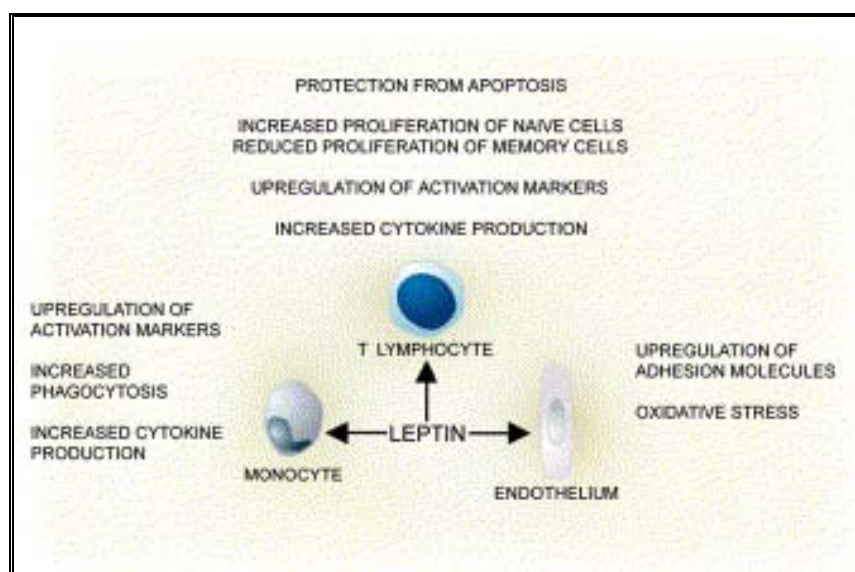 PROTECTION FROM APOPTOSIS
INCREASED PROLIFERATION OF NAIVE CELLS
REDUCED PROLIFERATION OF MEMORY CELLS
UPREGULATION OF ACTIVATION MARKERS
INCREASED CYTOKINE PRODUCTION
T LYMPHOCYTE
UPREGULATION OF
ACTIVATION MARKERS
INCREASED
PHAGOCYTOSIS
INCREASED CYTOKINE
PRODUCTION
MONOCYTE
LEPTIN
UPREGULATION OF
ADHESION MOLECULES
OXIDATIVE STRESS
ENDOTHELIUM